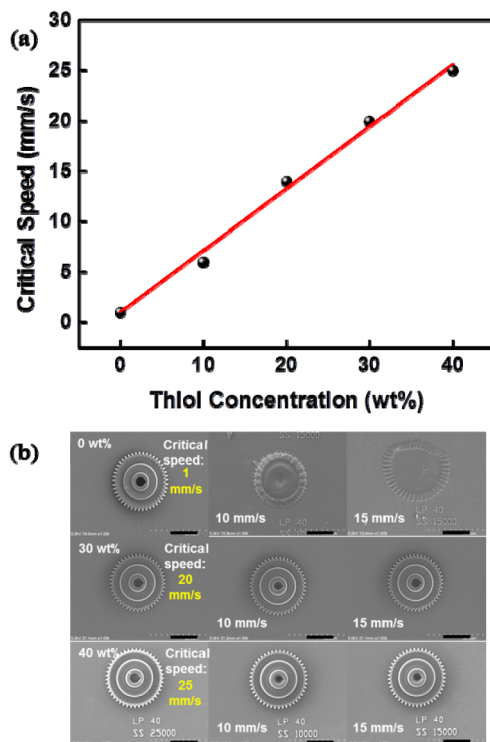 (a)
30
25
20
15
10
5
0
Critical Speed (mm/s)
0 10 20 30 40
Thiol Concentration (wt%)
(b)
0 wt%
Critical
speed:
1
mm/s
SS 15000
10 mm/s
LP 40
SS 15000
15 mm/s
30 wt%
Critical
speed:
20
mm/s
10 mm/s
15 mm/s
40 wt%
Critical
speed:
25
mm/s
LP 40
SS 25000
10 mm/s
LP 40
SS 10000
15 mm/s
LP 40
SS 15000